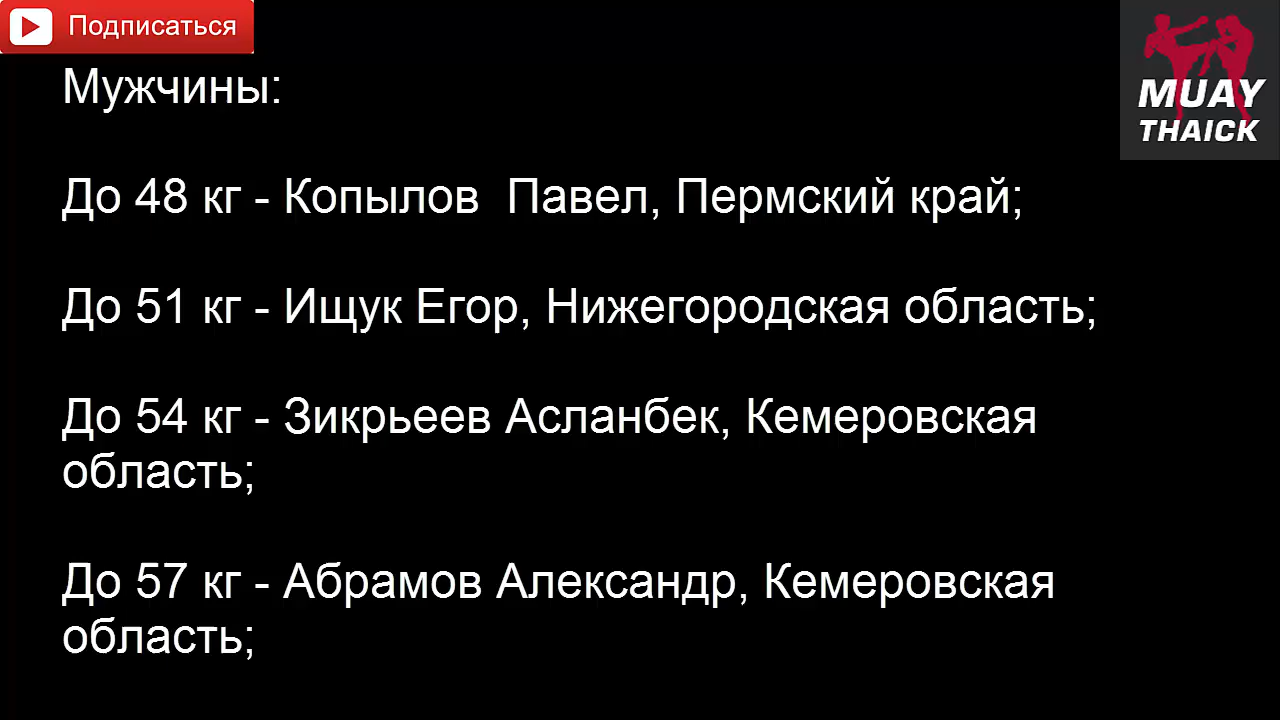 Подписаться
MUAY
THAICK
Мужчины:
До 48 кг - Копылов  Павел, Пермский край;
До 51 кг - Ищук Егор, Нижегородская область;
До 54 кг - Зикрьеев Асланбек, Кемеровская
область;
До 57 кг - Абрамов Александр, Кемеровская
область;